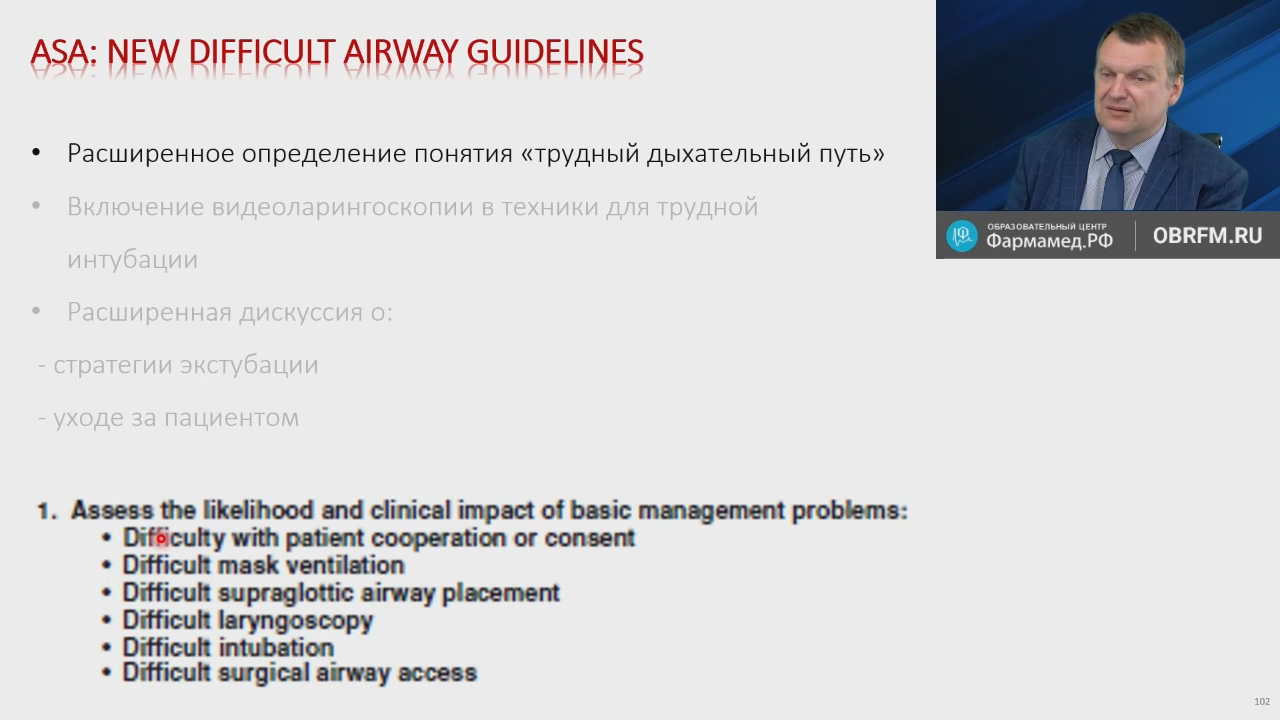 ASA: NEW DIFFICULT AIRWAY GUIDELINES
• Расширенное определение понятия «трудный дыхательный путь»
• Включение видеоларингоскопии в техники для трудной
интубации
• Расширенная дискуссия о:
- стратегии экстубации
- уходе за пациентом
ОБРАЗОВАТЕЛЬНЫЙ ЦЕНТР
Фармамед.РФ
OBRFM.RU
1. Assess the likelihood and clinical impact of basic management problems:
• Difficulty with patient cooperation or consent
• Difficult mask ventilation
• Difficult supraglottic airway placement
• Difficult laryngoscopy
• Difficult intubation
• Difficult surgical airway access
102